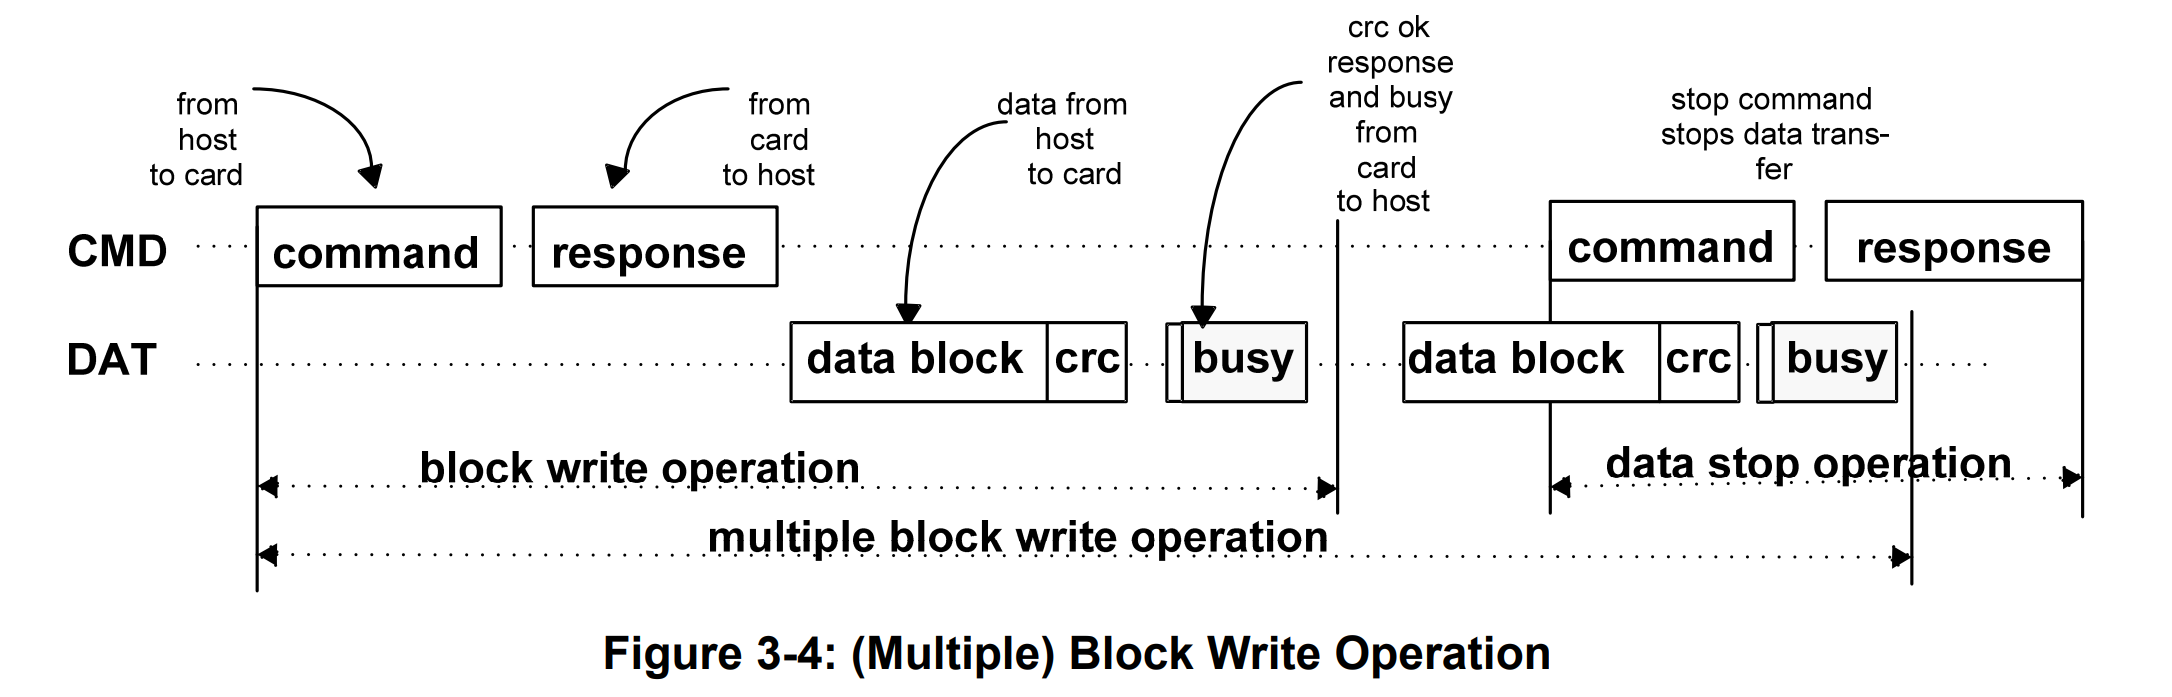 from
host
to card
from
card
to host
data from
host
to card
crc ok
response
and busy
from
card
to host
stop command
stops data trans-
fer
CMD
command
response
command
response
DAT
data block
crc
busy
data block
crc
busy
block write operation
data stop operation
multiple block write operation
Figure 3-4: (Multiple) Block Write Operation